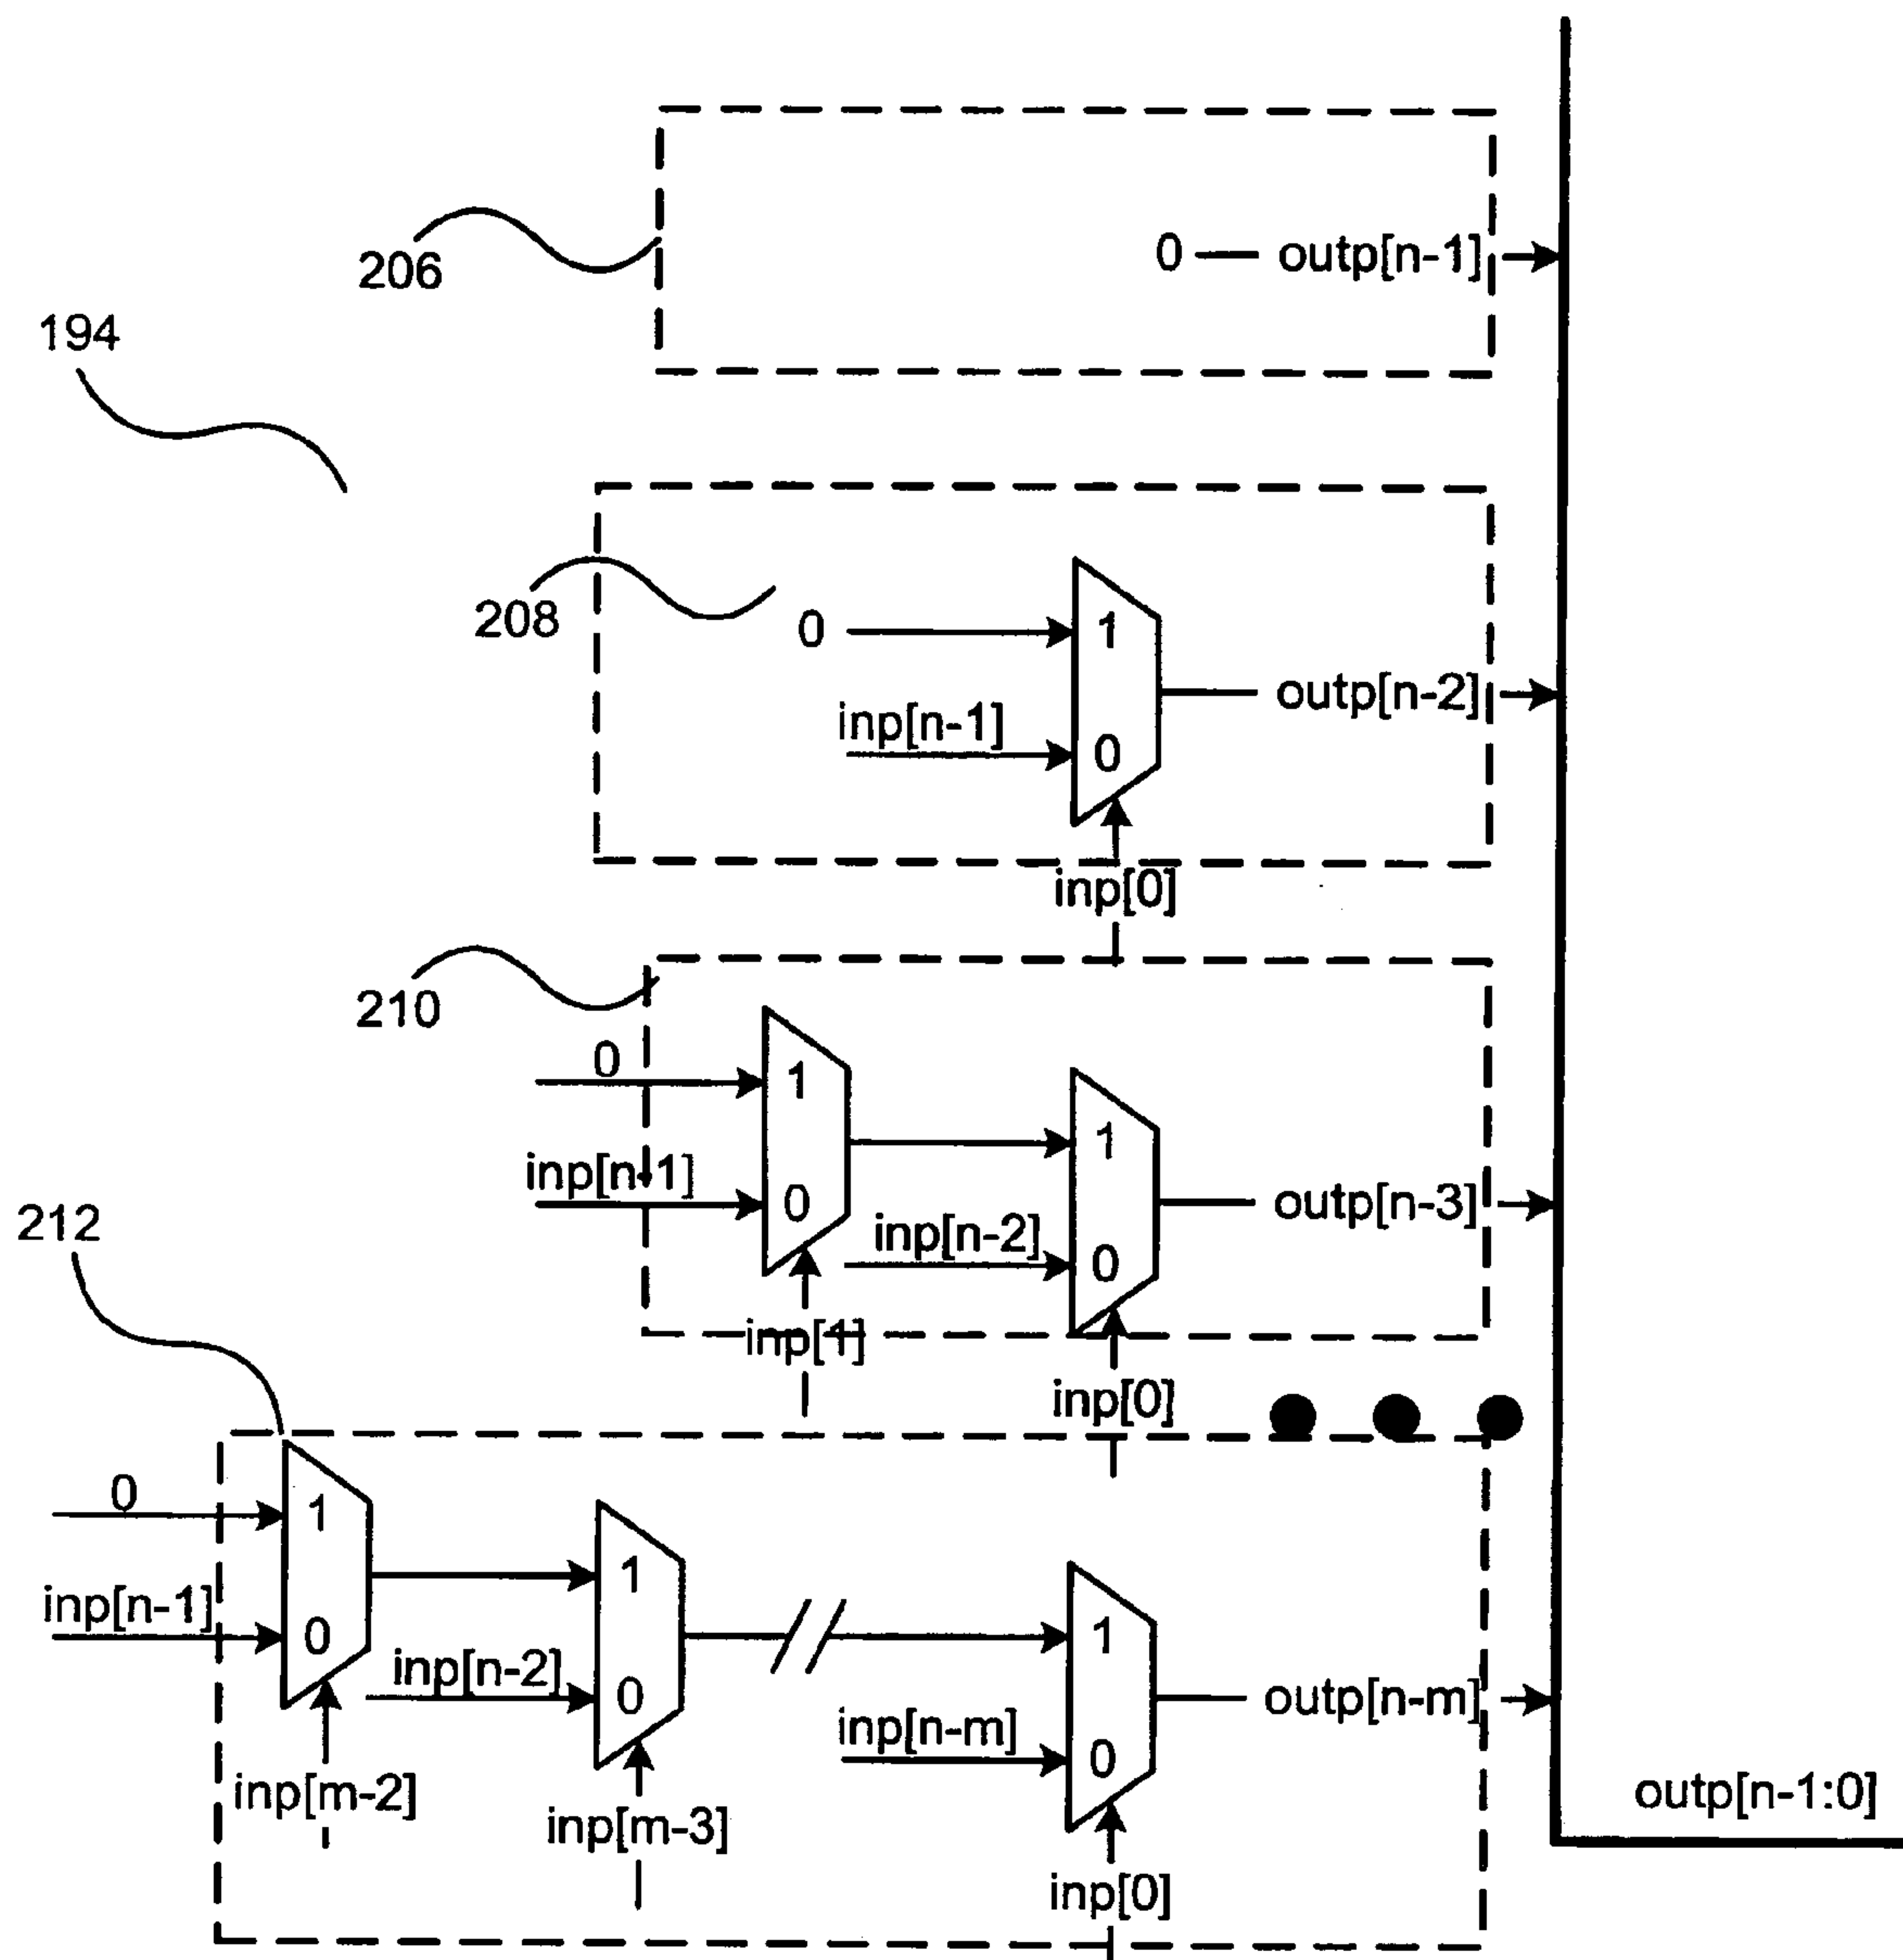 206
0
outp[n-1]
194
208
0
1
inp[n-1]
0
outp[n-2]
inp[0]
210
0
1
inp[n-1]
0
1
inp[n-2]
0
outp[n-3]
inp[1]
inp[0]
212
0
1
inp[n-1]
0
1
inp[n-2]
0
1
inp[n-m]
0
outp[n-m]
inp[m-2]
inp[m-3]
inp[0]
outp[n-1:0]